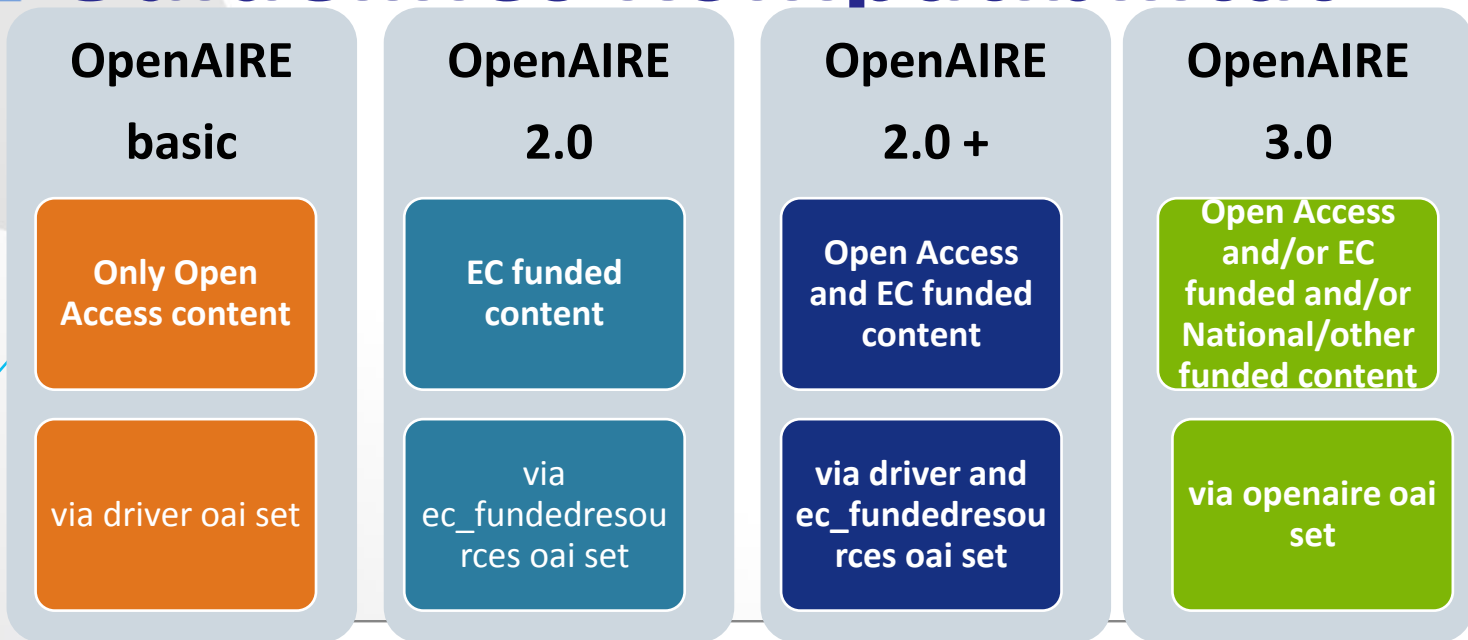 OpenAIRE
basic
Only Open
Access content
via driver oai set
OpenAIRE
2.0
EC funded
content
via
ec_fundedresou
rces oai set
OpenAIRE
2.0 +
Open Access
and EC funded
content
via driver and
ec_fundedresou
rces oai set
OpenAIRE
3.0
Open Access
and/or EC
funded and/or
National/other
funded content
via openaire oai
set